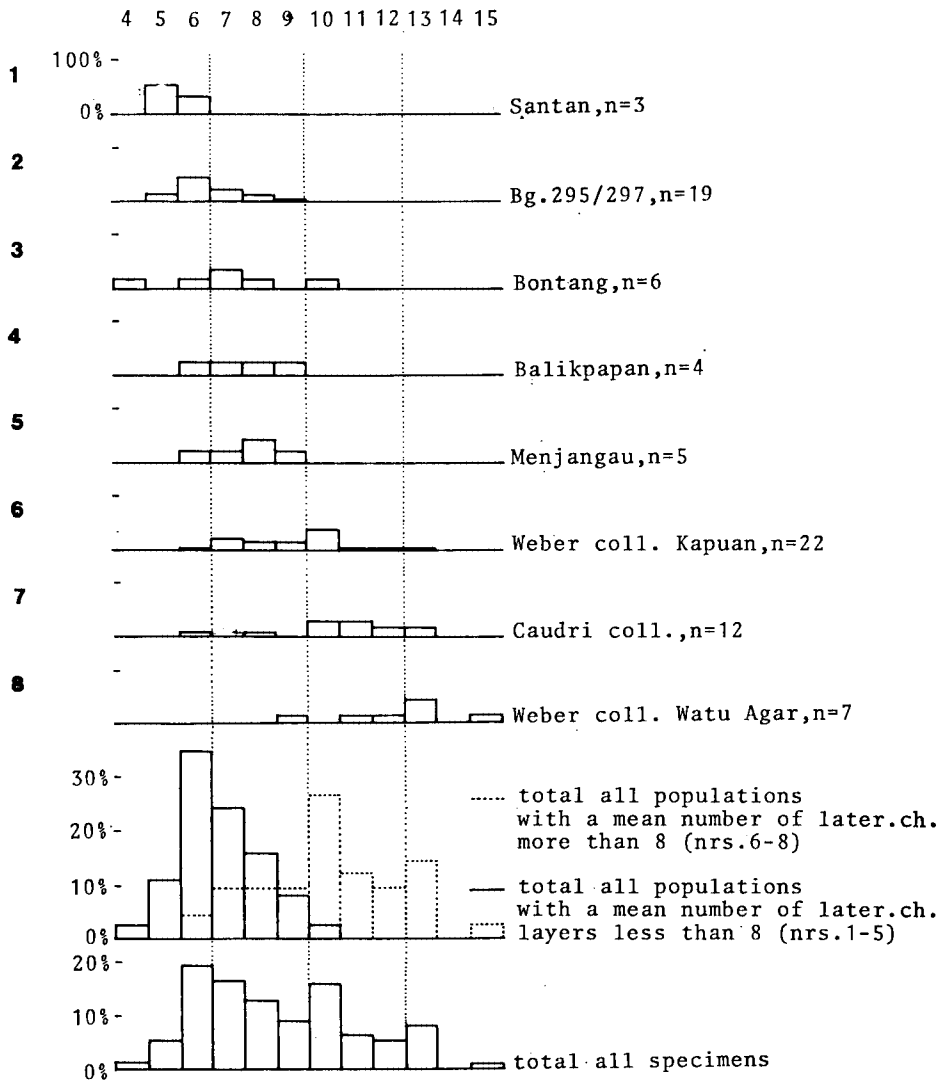 4 5 6 7 8 9 10 11 12 13 14 15
1
100%
0%
Santan,n=3
2
Bg.295/297,n=19
3
Bontang,n=6
4
Balikpapan,n=4
5
Menjangau,n=5
6
Weber coll. Kapuan,n=22
7
Caudri coll.,n=12
8
Weber coll. Watu Agar,n=7
30%
20%
10%
0%
total all populations
with a mean number of later.ch.
more than 8 (nrs.6-8)
total all populations
with a mean number of later.ch.
layers less than 8 (nrs.1-5)
20%
10%
0%
total all specimens